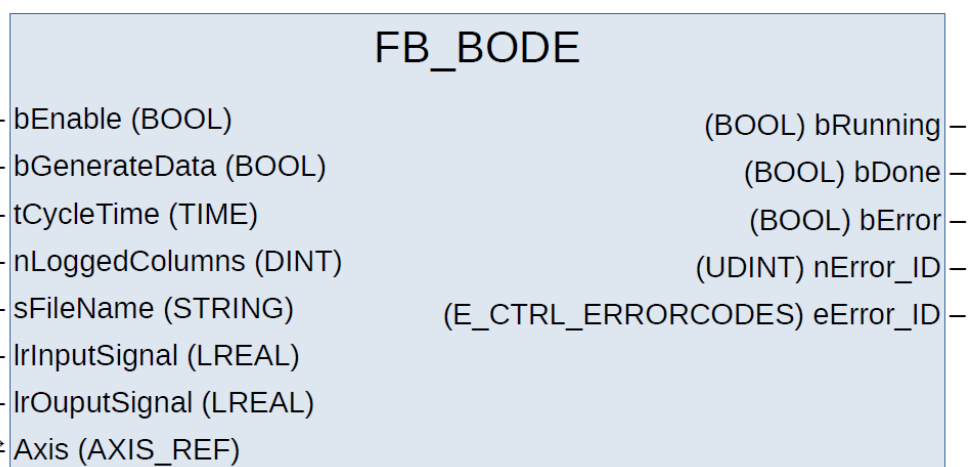 FB_BODE
bEnable (BOOL)
bGenerateData (BOOL)
tCycleTime (TIME)
nLoggedColumns (DINT)
sFileName (STRING)
lrInputSignal (LREAL)
lrOuputSignal (LREAL)
Axis (AXIS_REF)
(BOOL) bRunning
(BOOL) bDone
(BOOL) bError
(UDINT) nError_ID
(E_CTRL_ERRORCODES) eError_ID